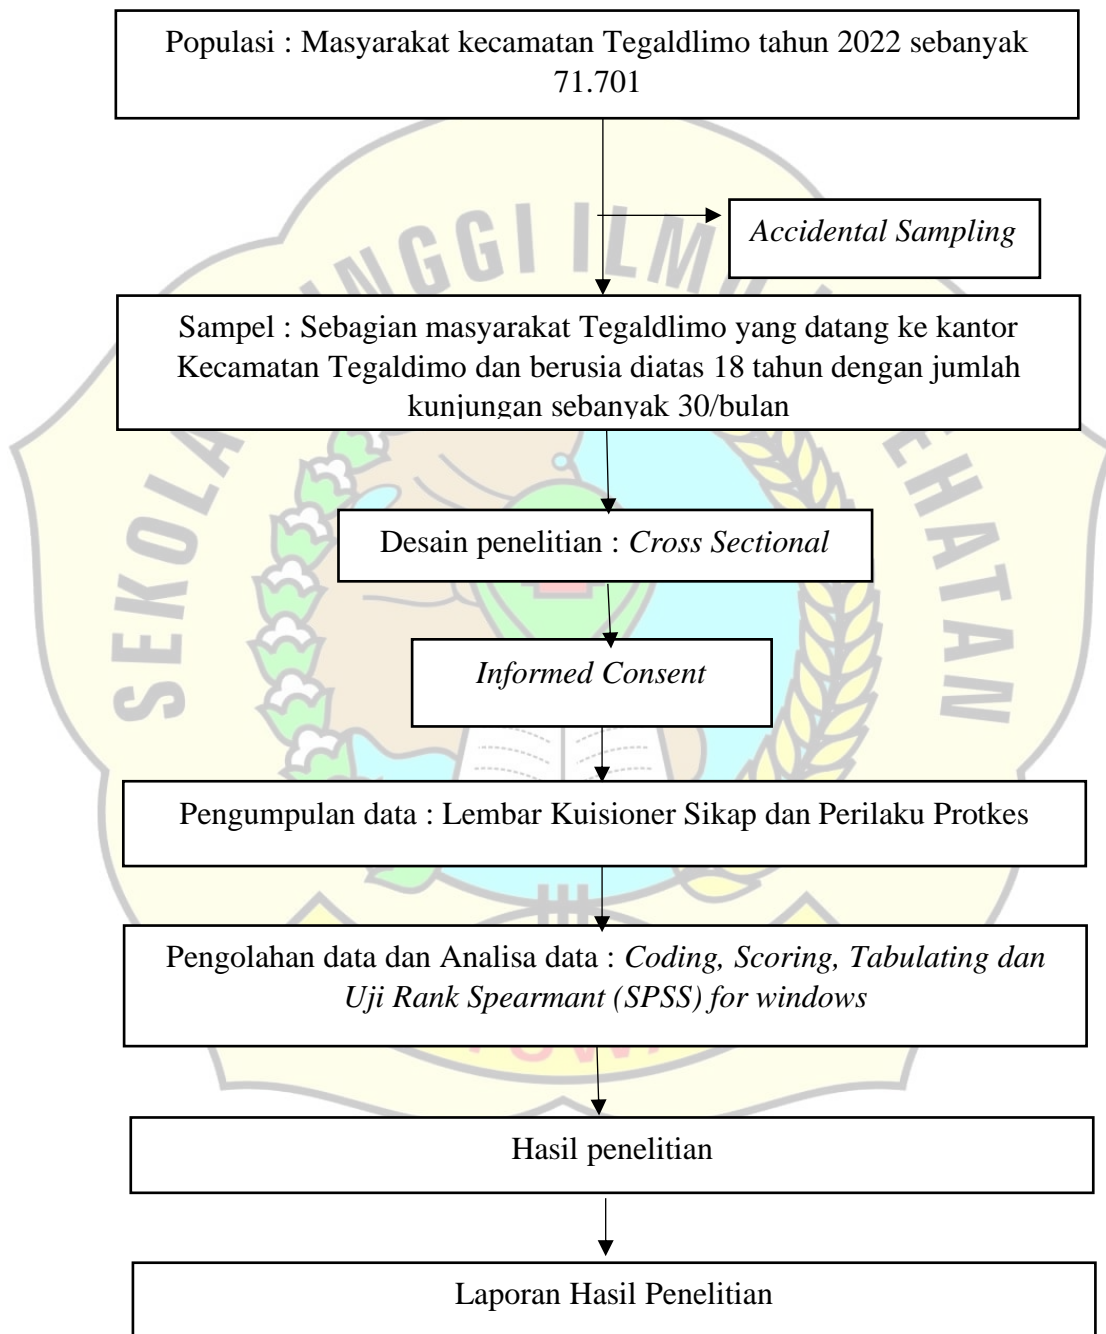 Populasi : Masyarakat kecamatan Tegaldlimo tahun 2022 sebanyak
71.701
Accidental Sampling
Sampel : Sebagian masyarakat Tegaldlimo yang datang ke kantor
Kecamatan Tegaldimo dan berusia diatas 18 tahun dengan jumlah
kunjungan sebanyak 30/bulan
Desain penelitian : Cross Sectional
Informed Consent
Pengumpulan data : Lembar Kuisioner Sikap dan Perilaku Protkes
Pengolahan data dan Analisa data : Coding, Scoring, Tabulating dan
Uji Rank Spearmant (SPSS) for windows
Hasil penelitian
Laporan Hasil Penelitian